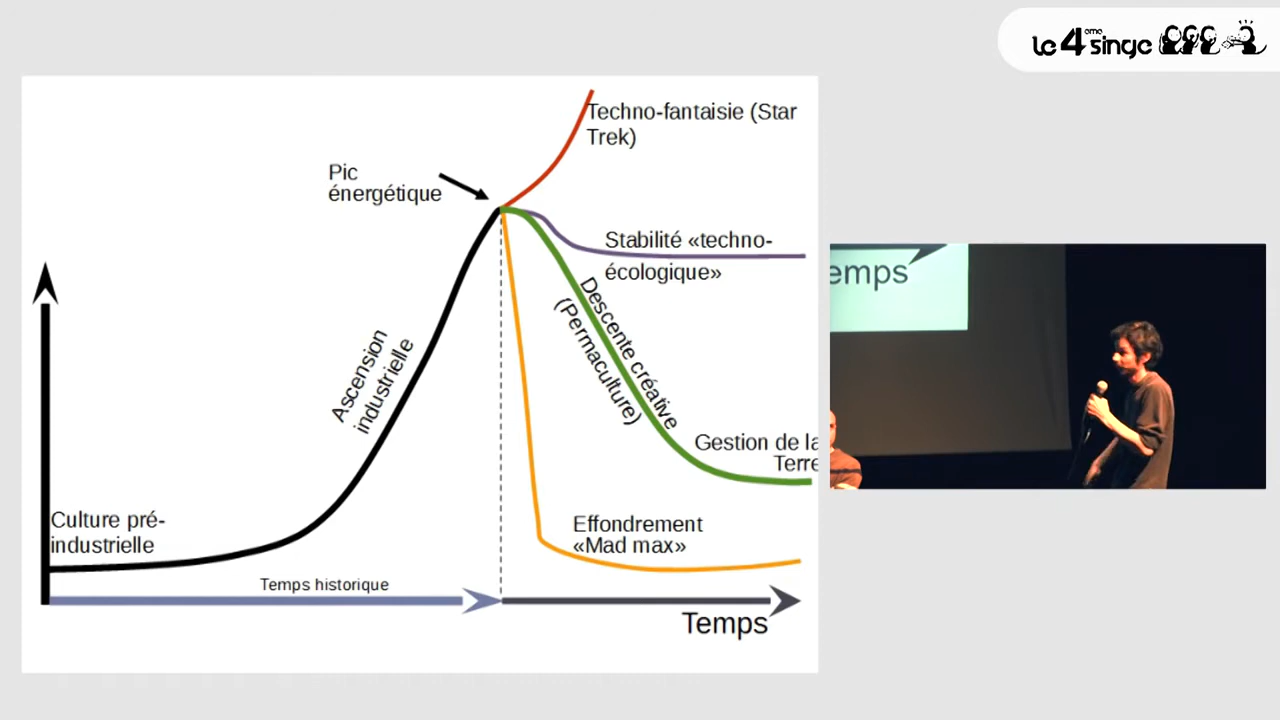 le 4ème singe
Techno-fantaisie (Star
Trek)
Pic
énergétique
Stabilité «techno-
écologique»
Descente créative
(Permaculture)
Ascension
industrielle
Gestion de la
Terre
Culture pré-
industrielle
Effondrement
«Mad max»
Temps historique
Temps
emps